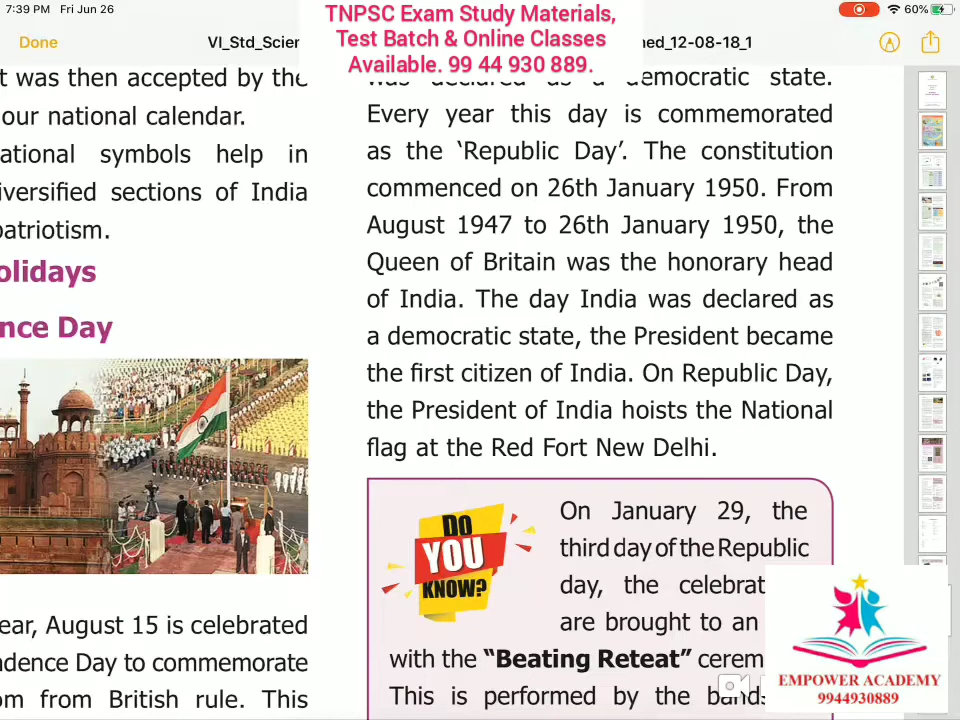 7:39 PM Fri Jun 26
60%
Done
VI_Std_Scier
ned_12-08-18_1
TNPSC Exam Study Materials,
Test Batch & Online Classes
Available. 99 44 930 889.
t was then accepted by the
our national calendar.
ational symbols help in
iversified sections of India
patriotism.
olidays
nce Day
ear, August 15 is celebrated
ndence Day to commemorate
om from British rule. This
was declared as a democratic state.
Every year this day is commemorated
as the ‘Republic Day’. The constitution
commenced on 26th January 1950. From
August 1947 to 26th January 1950, the
Queen of Britain was the honorary head
of India. The day India was declared as
a democratic state, the President became
the first citizen of India. On Republic Day,
the President of India hoists the National
flag at the Red Fort New Delhi.
DO
YOU
KNOW?
On January 29, the
third day of the Republic
day, the celebrat
are brought to an
with the “Beating Reteat” cerem
This is performed by the bands
EMPOWER ACADEMY
9944930889